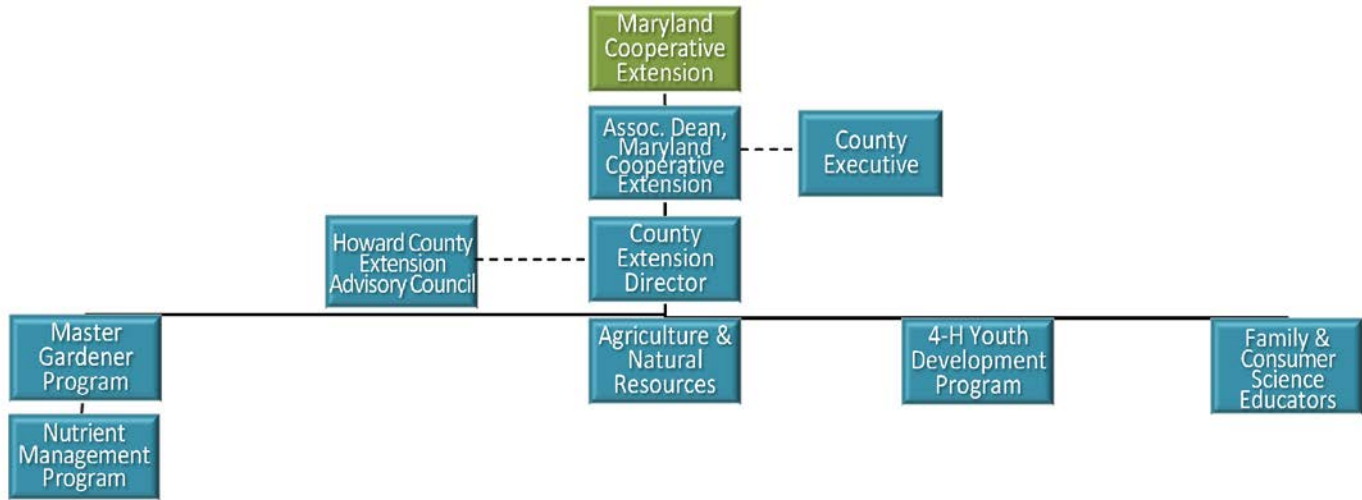 Maryland
Cooperative
Extension
Assoc. Dean,
Maryland
Cooperative
Extension
County
Executive
Howard County
Extension
Advisory Council
County
Extension
Director
Master
Gardener
Program
Agriculture &
Natural
Resources
4-H Youth
Development
Program
Family &
Consumer
Science
Educators
Nutrient
Management
Program